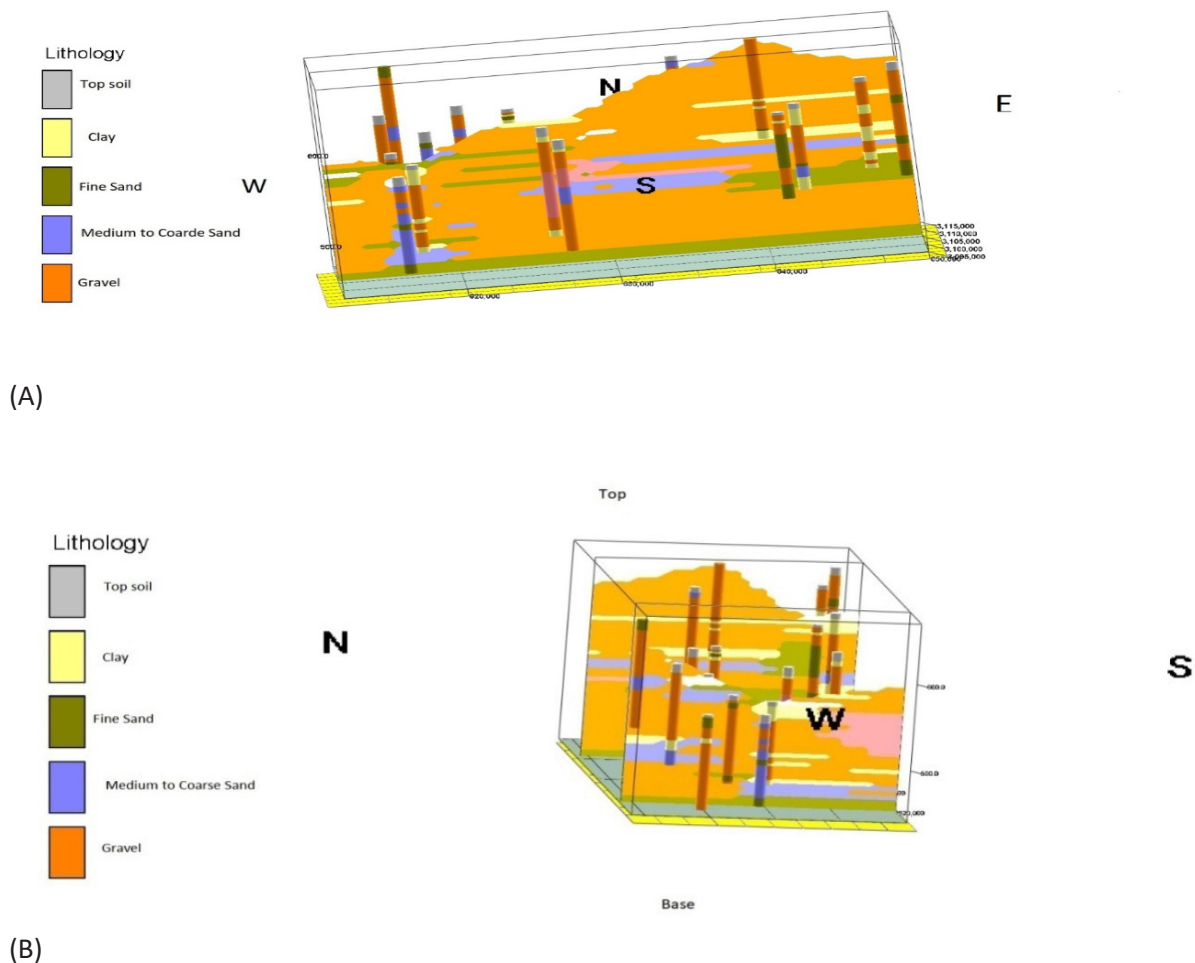 Lithology
Top soil
Clay
Fine Sand
Medium to Coarde Sand
Gravel
N
E
W
S
600.0
500.0
620,000
630,000
640,000
3,115,000
3,110,000
3,105,000
3,100,000
(A)
Top
Lithology
Top soil
Clay
Fine Sand
Medium to Coarse Sand
Gravel
N
S
W
600.0
500.0
Base
(B)